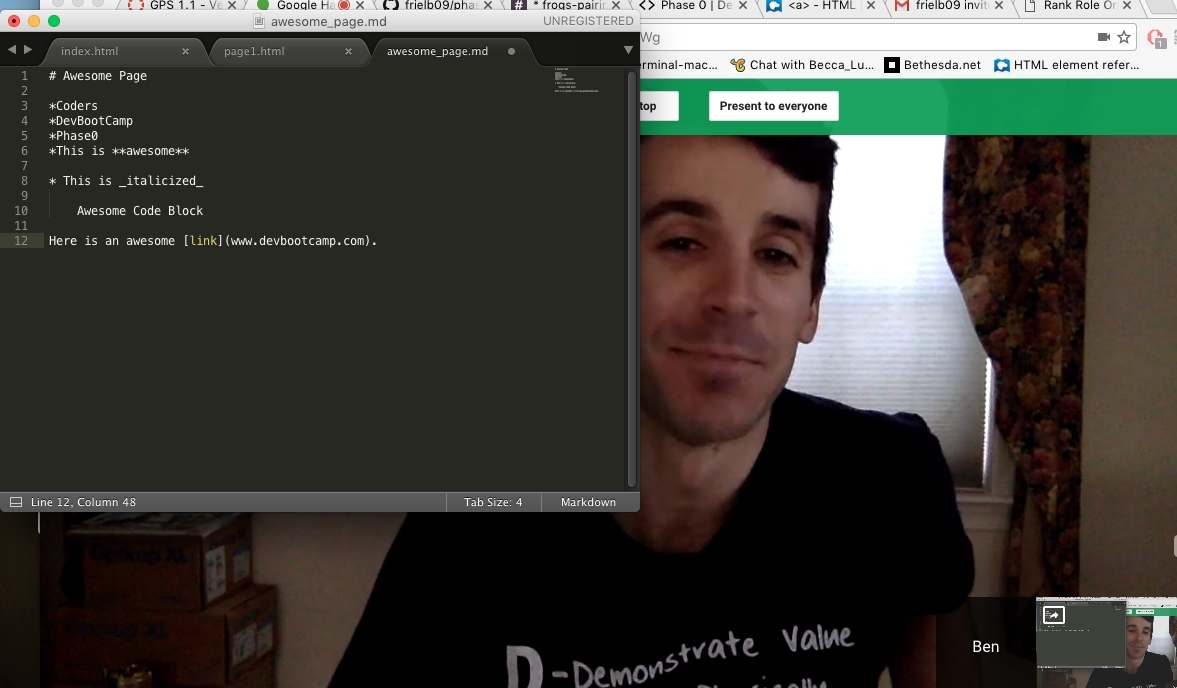 GPS 1.1 - Ve
Google Ha
frielb09/pha
* frogs-pairin
Phase 0 | De
<a> - HTML
frielb09 invit
Rank Role Or
awesome_page.md
UNREGISTERED
Wg
1
index.html
page1.html
awesome_page.md
erminal-mac...
Chat with Becca_Lu...
Bethesda.net
HTML element refer...
top
Present to everyone
1 # Awesome Page
2
3 *Coders
4 *DevBootCamp
5 *Phase0
6 *This is **awesome**
7
8 * This is _italicized_
9
10 Awesome Code Block
11
12 Here is an awesome [link](www.devbootcamp.com).
Line 12, Column 48
Tab Size: 4
Markdown
Ben
D-Demonstrate Value
Physically